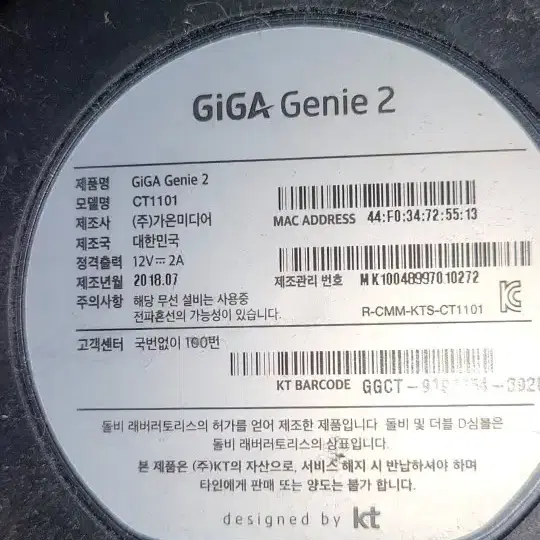 GiGA Genie 2
제품명 GiGA Genie 2
모델명 CT1101
제조사 (주)가온미디어
제조국 대한민국
정격출력 12V⎓2A
제조년월 2018.07
주의사항 해당 무선 설비는 사용중
전파혼선의 가능성이 있습니다.
고객센터 국번없이 100번
MAC ADDRESS 44:F0:34:72:55:13
제조관리 번호 MK10048997010272
R-CMM-KTS-CT1101
KT BARCODE
돌비 래버러토리스의 허가를 얻어 제조한 제품입니다 돌비 및 더블 D심볼은
돌비 래버러토리스의 상표입니다.
본 제품은 (주)KT의 자산으로, 서비스 해지 시 반납하셔야 하며
타인에게 판매 또는 양도는 불가 합니다.
designed by kt